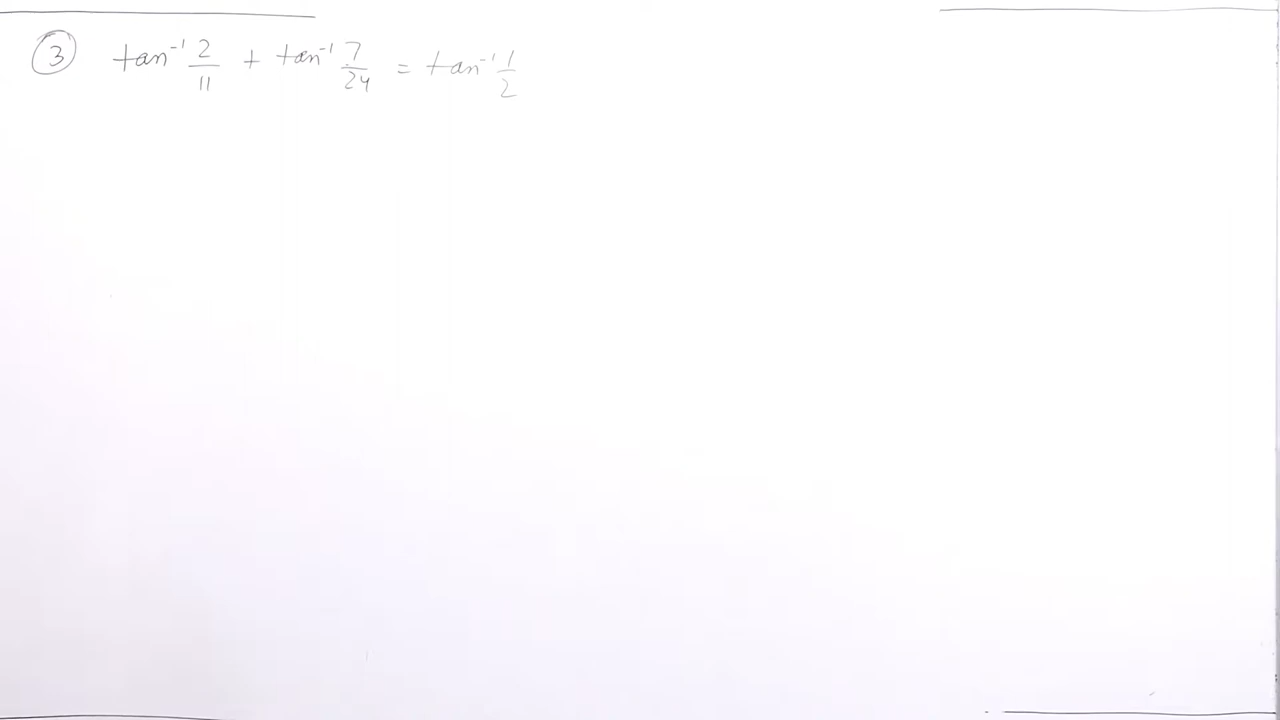 ③ tan⁻¹ 2/11 + tan⁻¹ 7/24 = tan⁻¹ 1/2